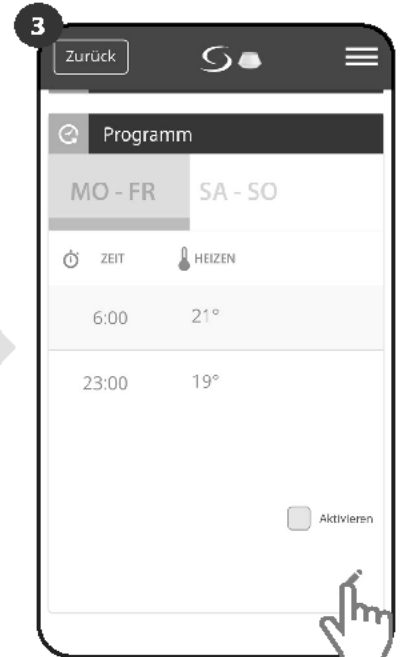 3
Zurück
Programm
MO - FR SA - SO
ZEIT HEIZEN
6:00 21°
23:00 19°
Aktivieren